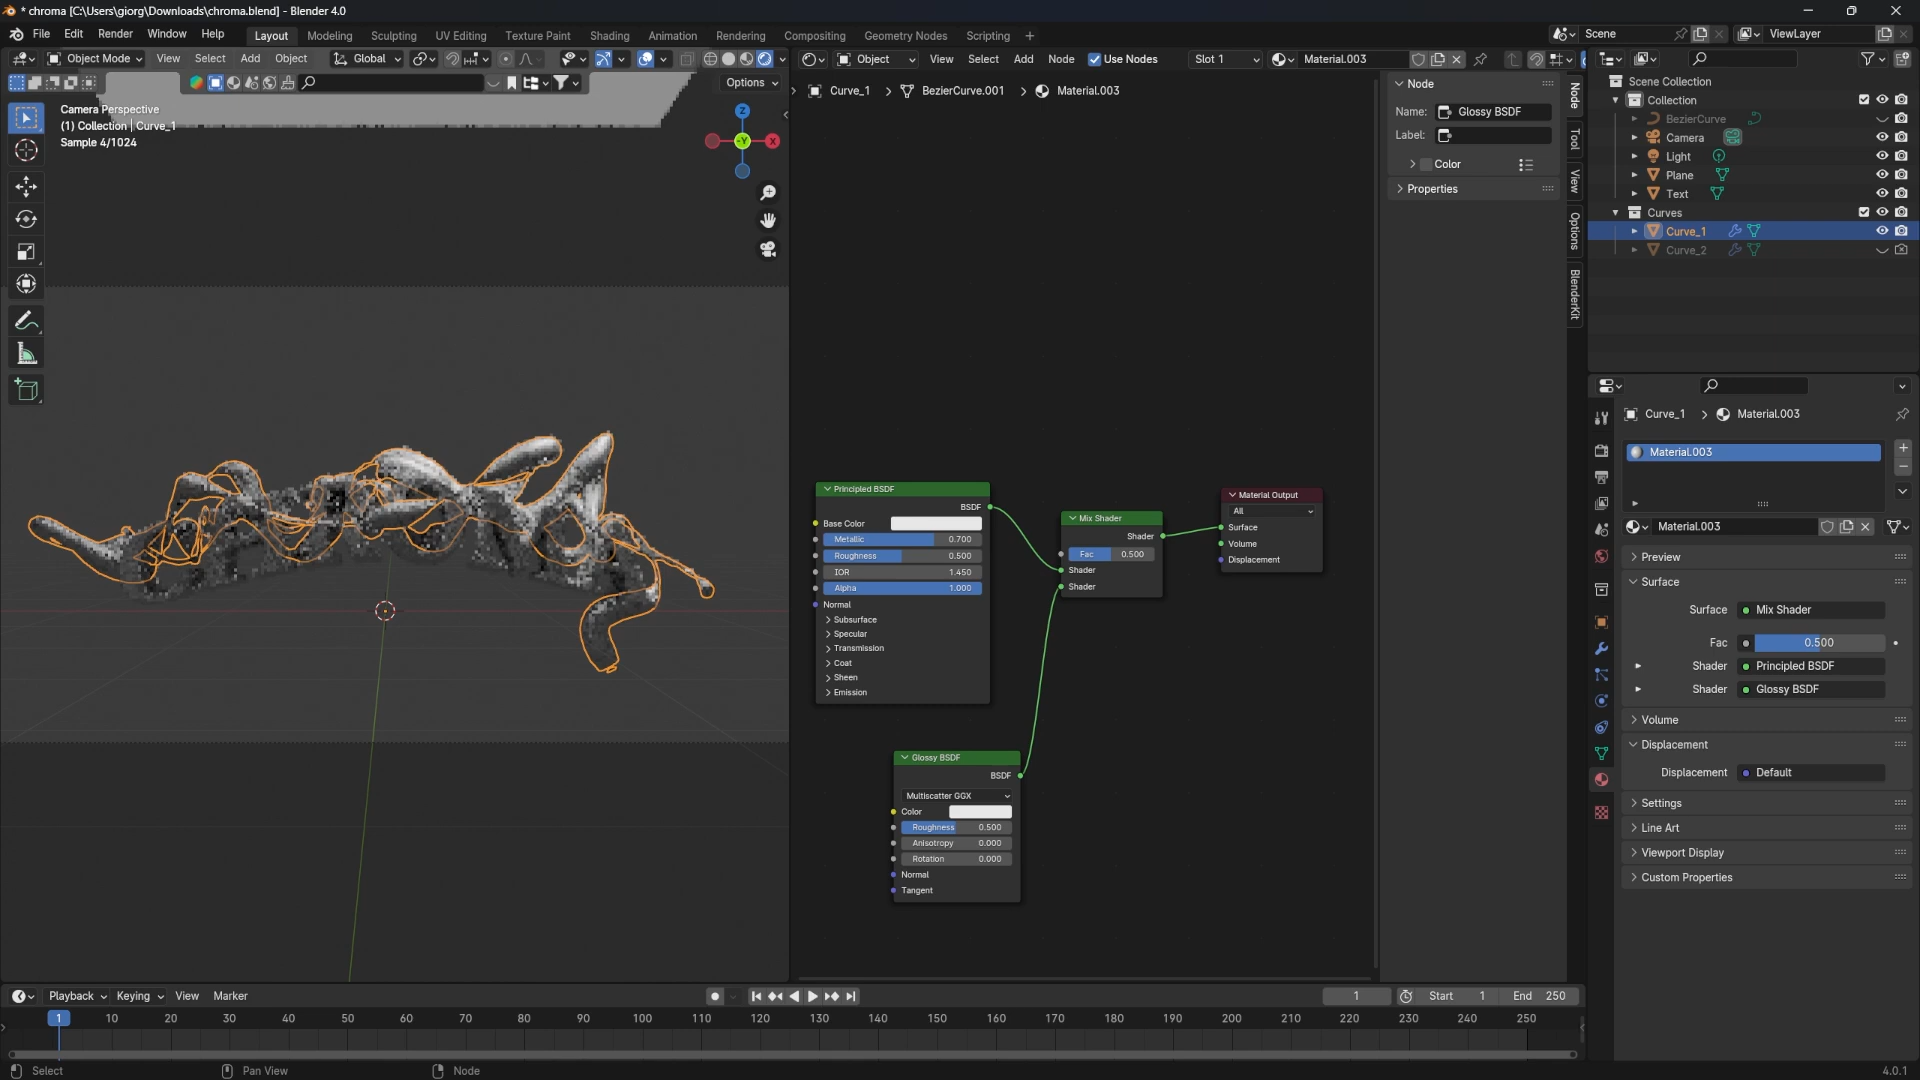 * chroma [C:\Users\giorg\Downloads\chroma.blend] - Blender 4.0
File Edit Render Window Help Layout Modeling Sculpting UV Editing Texture Paint Shading Animation Rendering Compositing Geometry Nodes Scripting + Scene ViewLayer
Object Mode View Select Add Object Global
Object View Select Add Node Use Nodes Slot 1 Material.003
Options
Camera Perspective
(1) Collection | Curve_1
Sample 4/1024
Z
-Y
X
Curve_1 > BezierCurve.001 > Material.003
Principled BSDF
BSDF
Base Color
Metallic 0.700
Roughness 0.500
IOR 1.450
Alpha 1.000
Normal
Subsurface
Specular
Transmission
Coat
Sheen
Emission
Mix Shader
Shader
Fac 0.500
Shader
Shader
Material Output
All
Surface
Volume
Displacement
Glossy BSDF
BSDF
Multiscatter GGX
Color
Roughness 0.500
Anisotropy 0.000
Rotation 0.000
Normal
Tangent
Node
Name: Glossy BSDF
Label:
Color
Properties
Node
Tool
View
Options
BlenderKit
Scene Collection
Collection
BezierCurve
Camera
Light
Plane
Text
Curves
Curve_1
Curve_2
Curve_1 > Material.003
Material.003
Material.003
Preview
Surface
Surface Mix Shader
Fac 0.500
Shader Principled BSDF
Shader Glossy BSDF
Volume
Displacement
Displacement Default
Settings
Line Art
Viewport Display
Custom Properties
Playback Keying View Marker 1 Start 1 End 250
1 10 20 30 40 50 60 70 80 90 100 110 120 130 140 150 160 170 180 190 200 210 220 230 240 250
Select Pan View Node 4.0.1